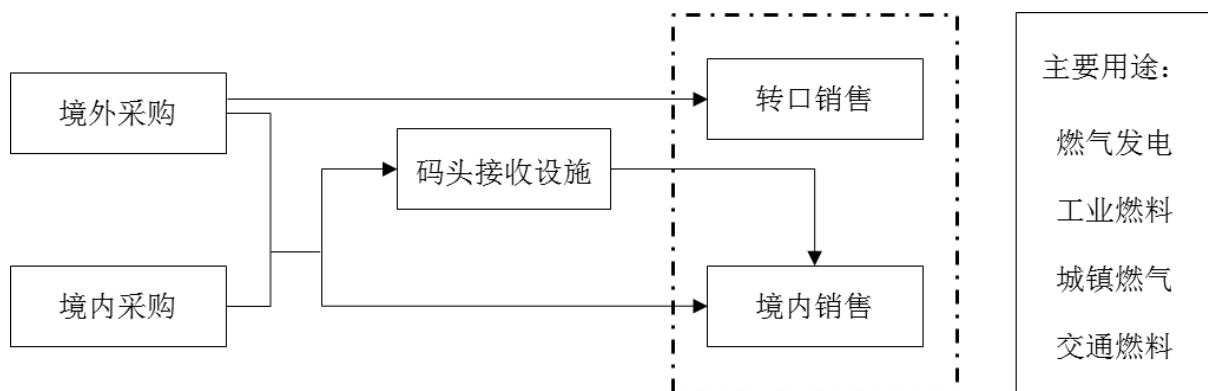 境外采购
转口销售
码头接收设施
境内采购
境内销售
主要用途：
燃气发电
工业燃料
城镇燃气
交通燃料